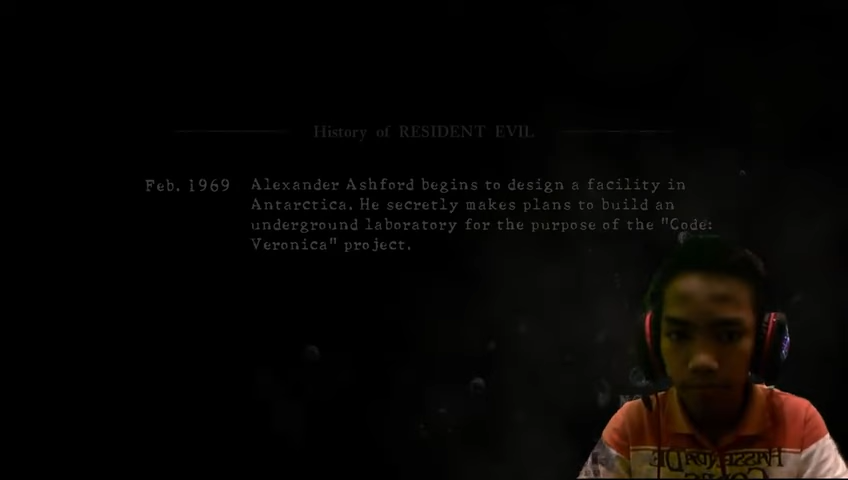 History of RESIDENT EVIL
Feb. 1969 Alexander Ashford begins to design a facility in
Antarctica. He secretly makes plans to build an
underground laboratory for the purpose of the "Code:
Veronica" project.